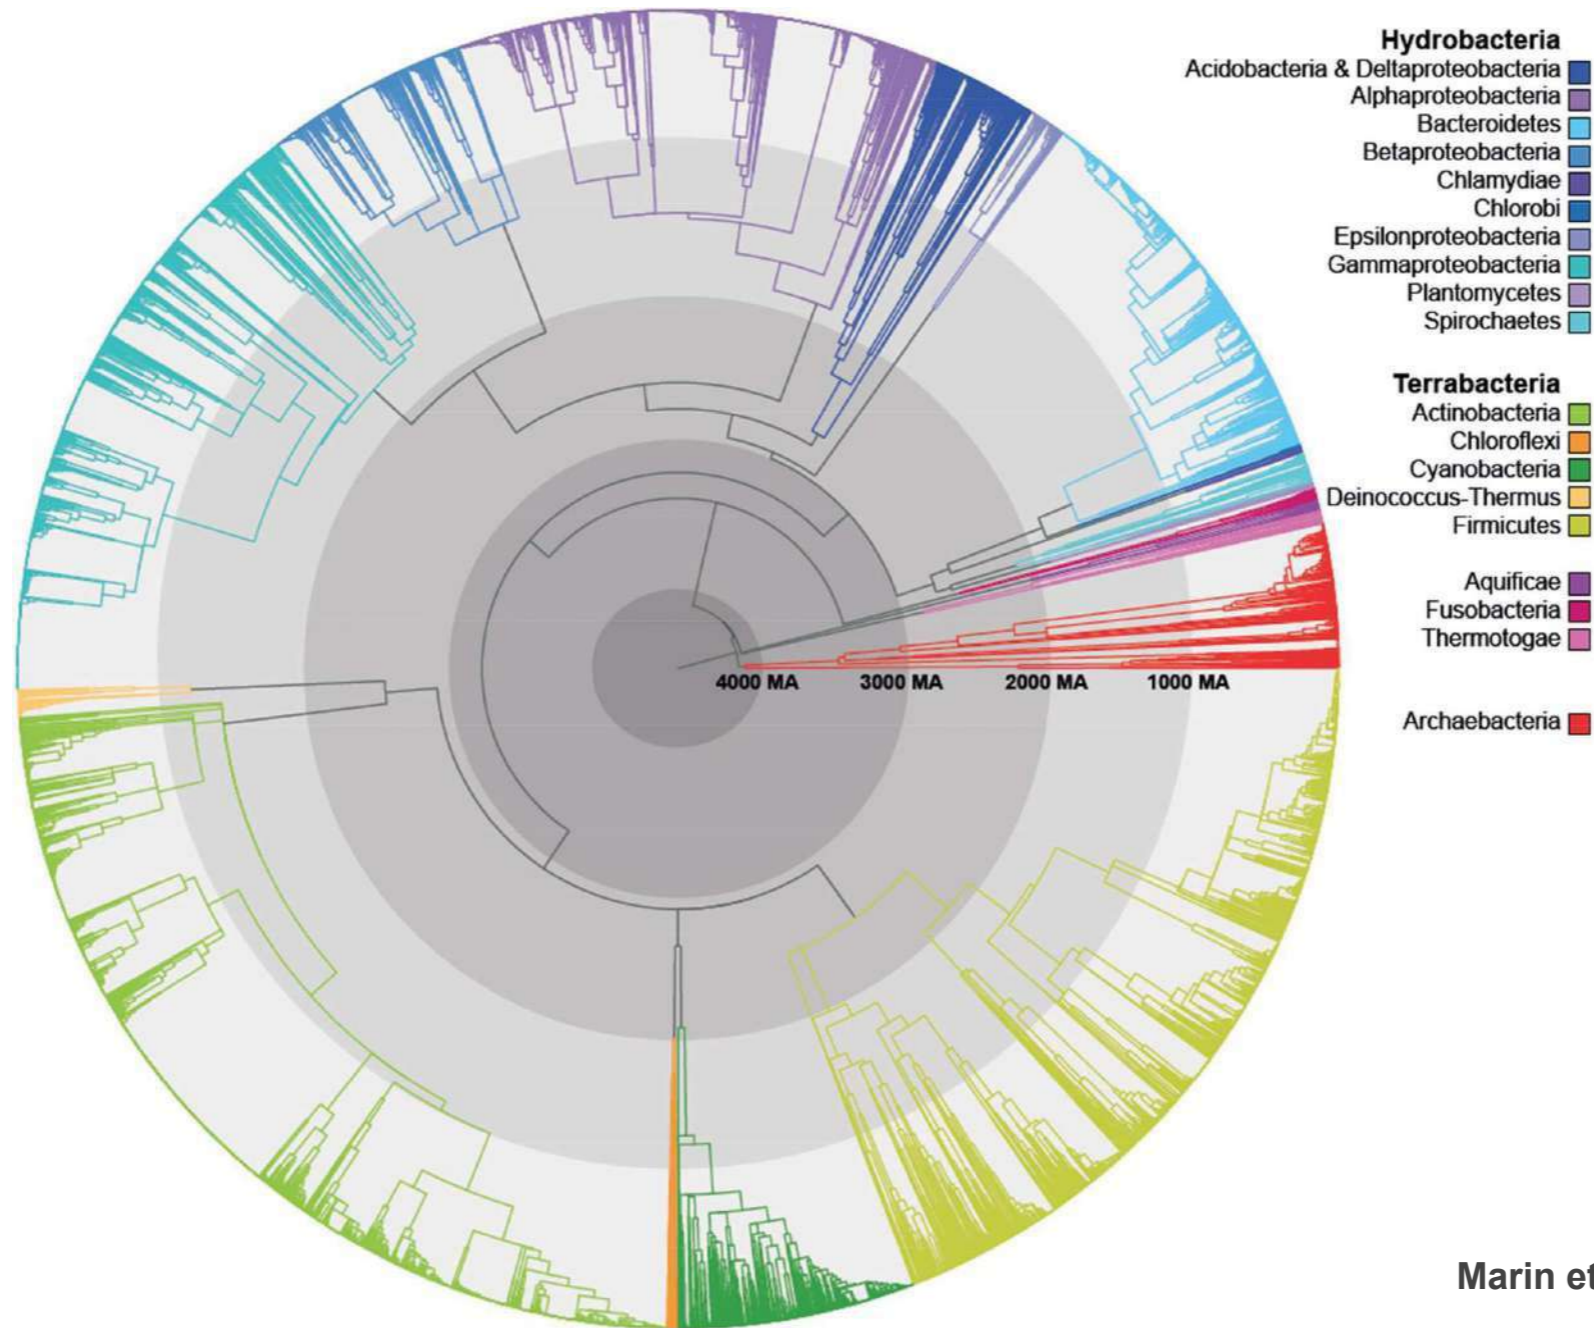 Hydrobacteria
Acidobacteria & Deltaproteobacteria
Alphaproteobacteria
Bacteroidetes
Betaproteobacteria
Chlamydiae
Chlorobi
Epsilonproteobacteria
Gammaproteobacteria
Plantomycetes
Spirochaetes
Terrabacteria
Actinobacteria
Chloroflexi
Cyanobacteria
Deinococcus-Thermus
Firmicutes
Aquificae
Fusobacteria
Thermotogae
Archaebacteria
4000 MA 3000 MA 2000 MA 1000 MA
Marin et